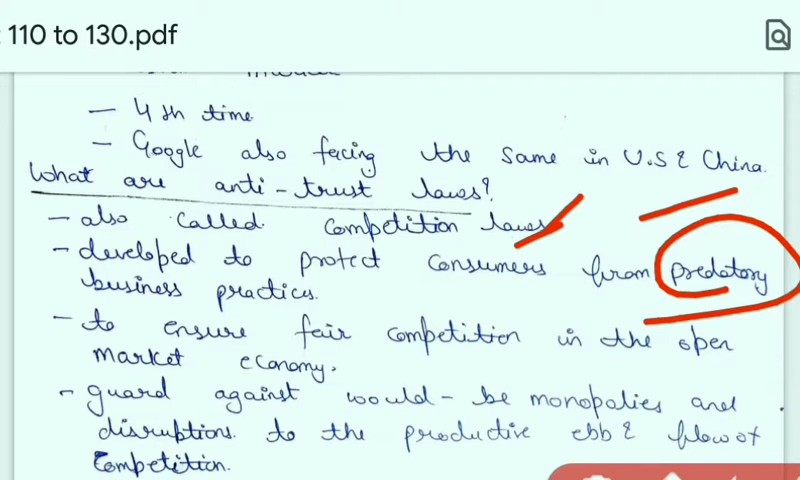 : 110 to 130.pdf
— 4th time
— Google also facing the same in U.S & China.
What are anti-trust laws?
- also called competition laws
- developed to protect consumers from predatory
business practices.
- to ensure fair competition in the open
market economy.
- guard against would-be monopolies and
disruptions to the productive ebb & flow of
Competition.